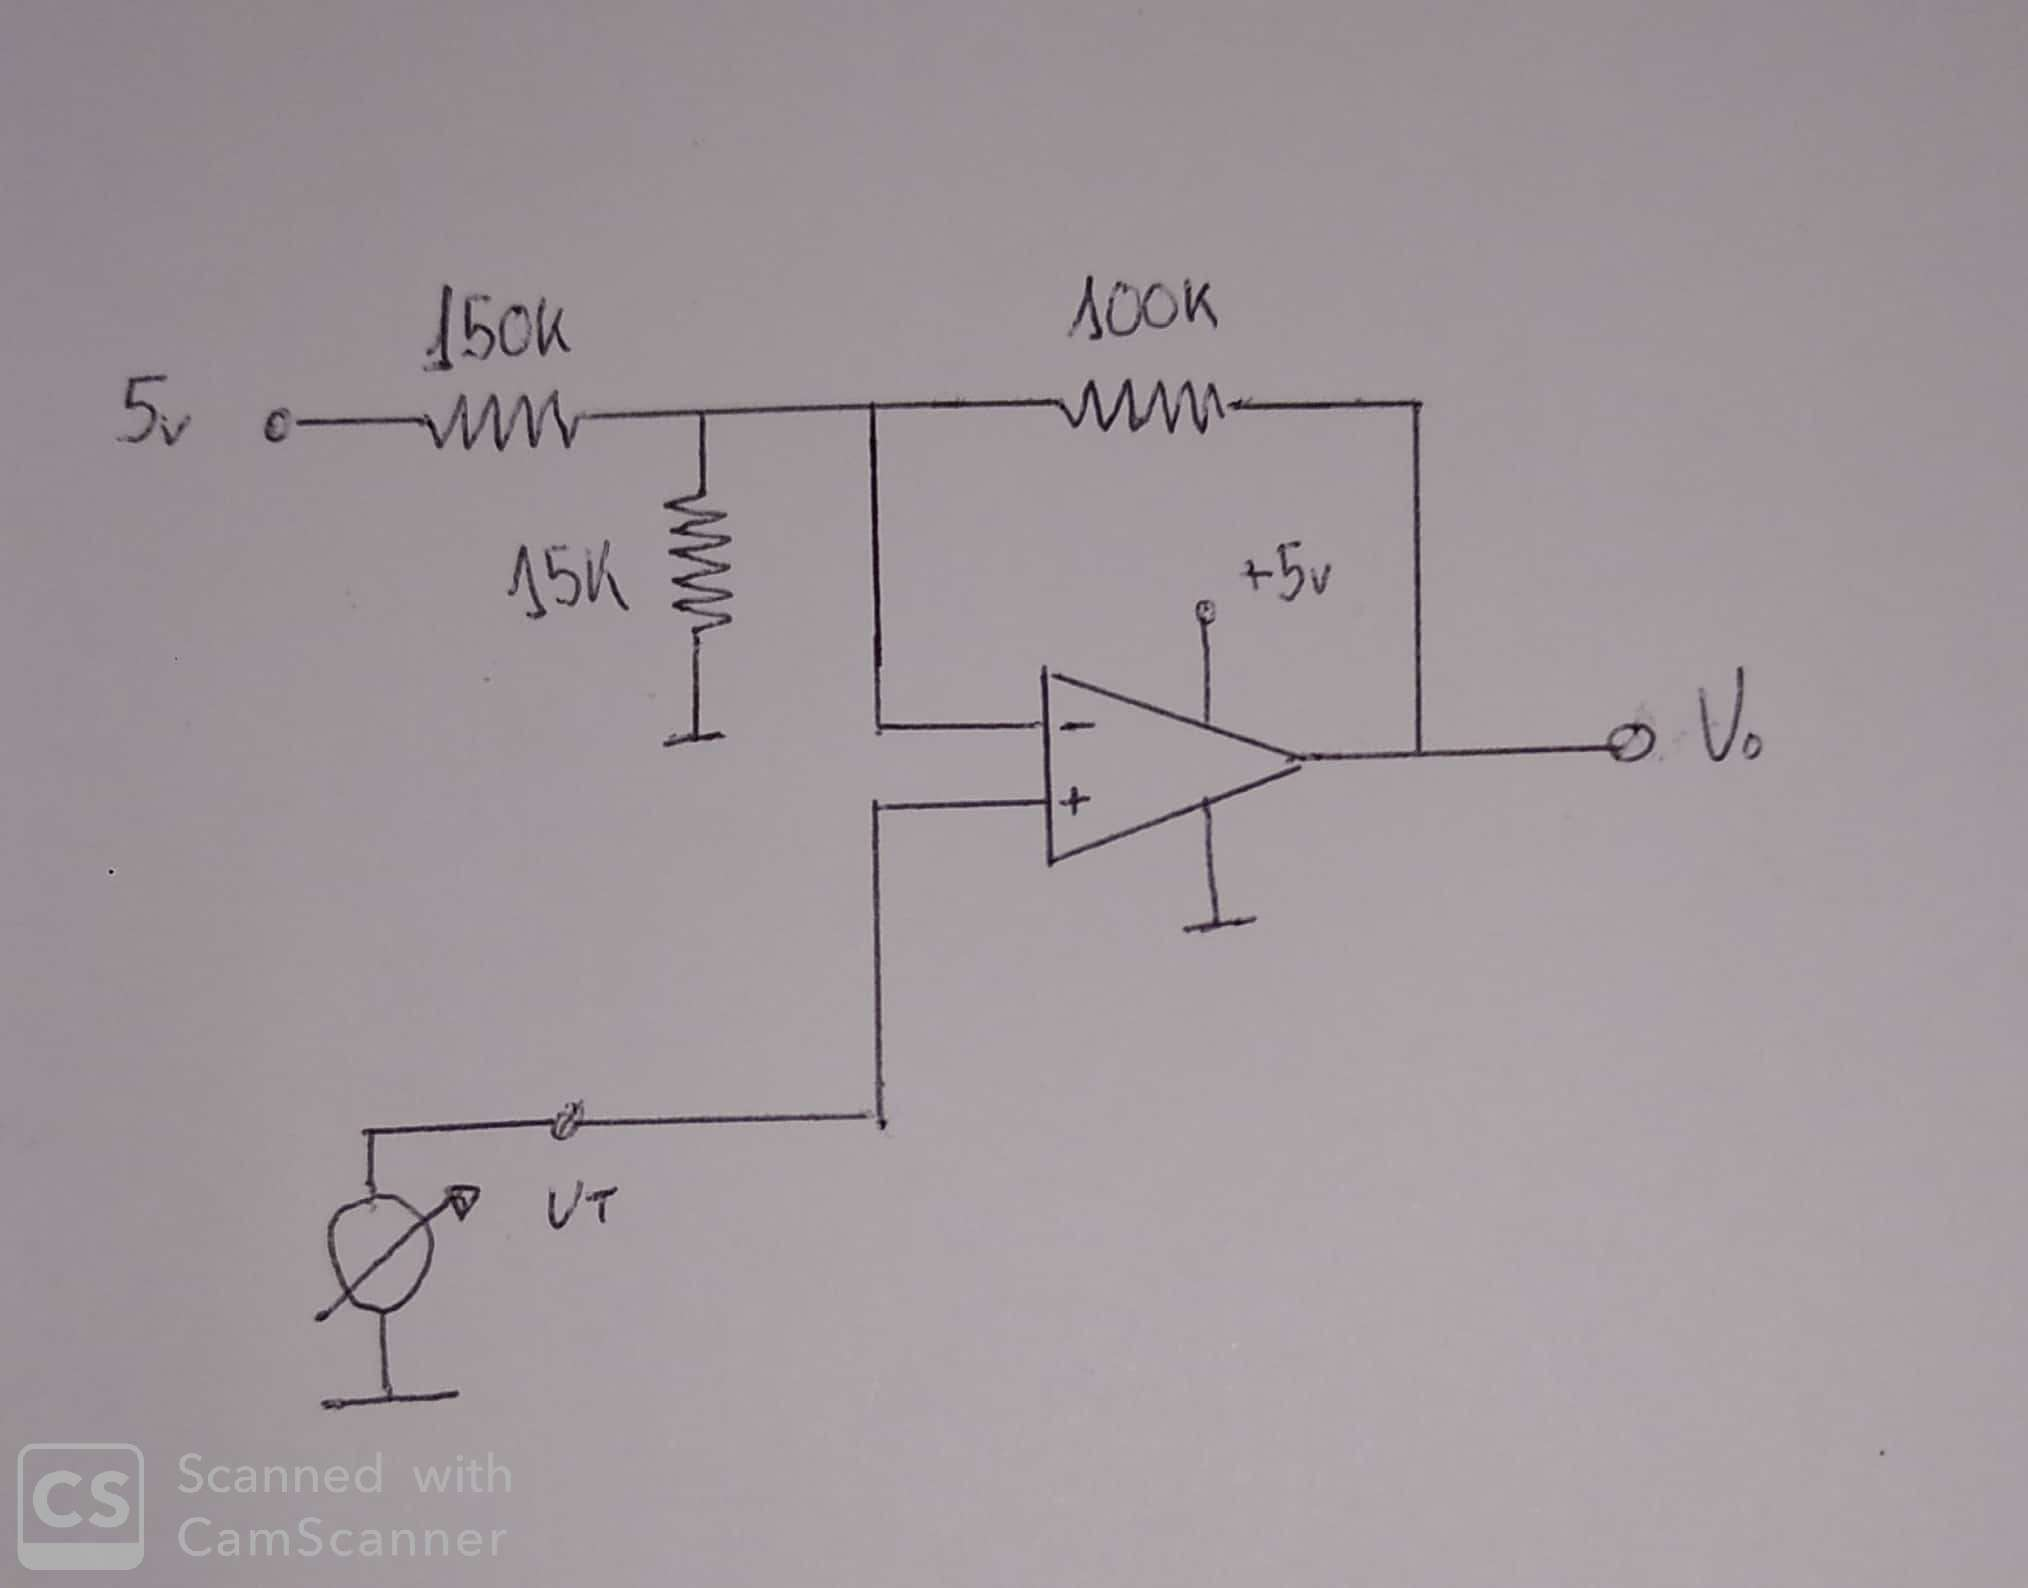 150K
100K
5v
15K
+5v
-
+
Vo
VT
CS Scanned with
CamScanner